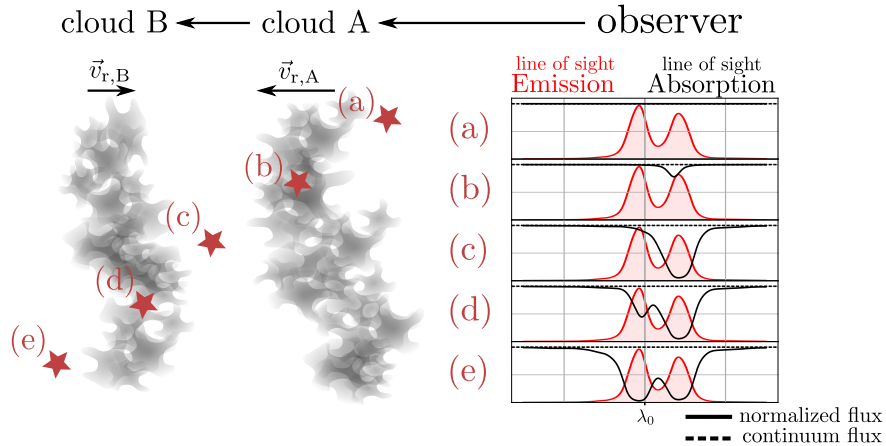 cloud B
cloud A
observer
v⃗r,B
v⃗r,A
line of sight
Emission
line of sight
Absorption
(a)
(b)
(c)
(d)
(e)
(a)
(b)
(c)
(d)
(e)
λ0
normalized flux
continuum flux